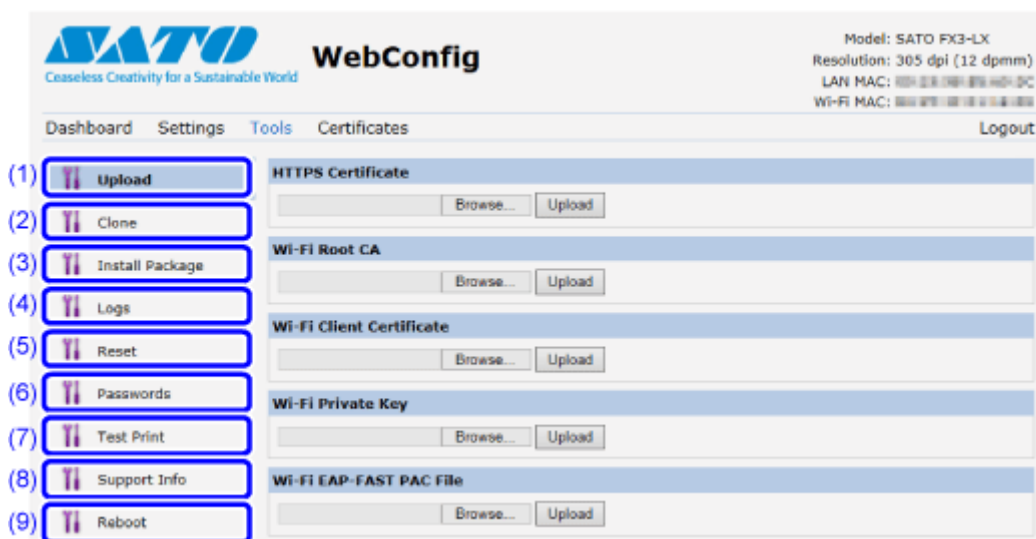 SATO
Ceaseless Creativity for a Sustainable World
WebConfig
Model: SATO FX3-LX
Resolution: 305 dpi (12 dpmm)
LAN MAC:
Wi-Fi MAC:
Dashboard Settings Tools Certificates Logout
(1) Upload
(2) Clone
(3) Install Package
(4) Logs
(5) Reset
(6) Passwords
(7) Test Print
(8) Support Info
(9) Reboot
HTTPS Certificate
Browse... Upload
Wi-Fi Root CA
Browse... Upload
Wi-Fi Client Certificate
Browse... Upload
Wi-Fi Private Key
Browse... Upload
Wi-Fi EAP-FAST PAC File
Browse... Upload